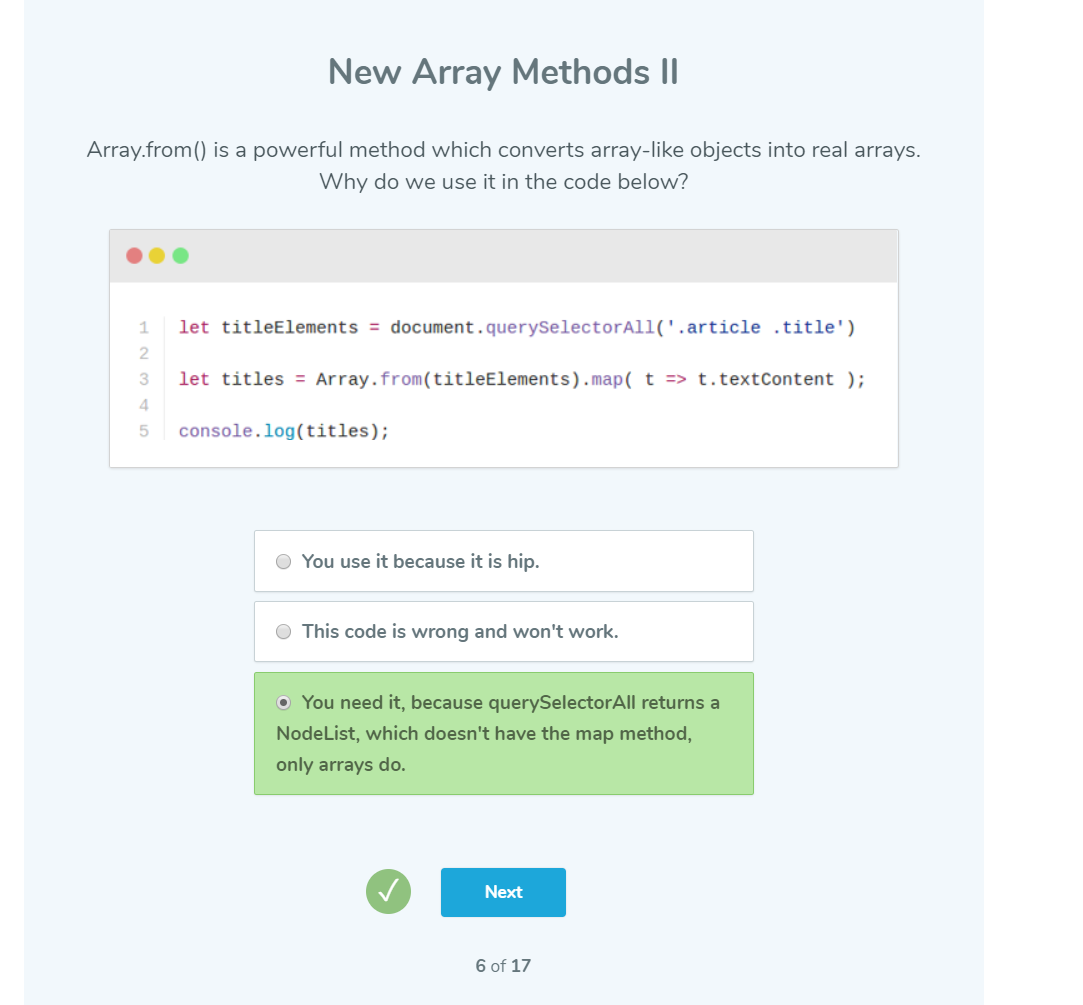 New Array Methods II
Array.from() is a powerful method which converts array-like objects into real arrays.
Why do we use it in the code below?
1 let titleElements = document.querySelectorAll('.article .title')
2
3 let titles = Array.from(titleElements).map( t => t.textContent );
4
5 console.log(titles);
You use it because it is hip.
This code is wrong and won't work.
You need it, because querySelectorAll returns a
NodeList, which doesn't have the map method,
only arrays do.
Next
6 of 17